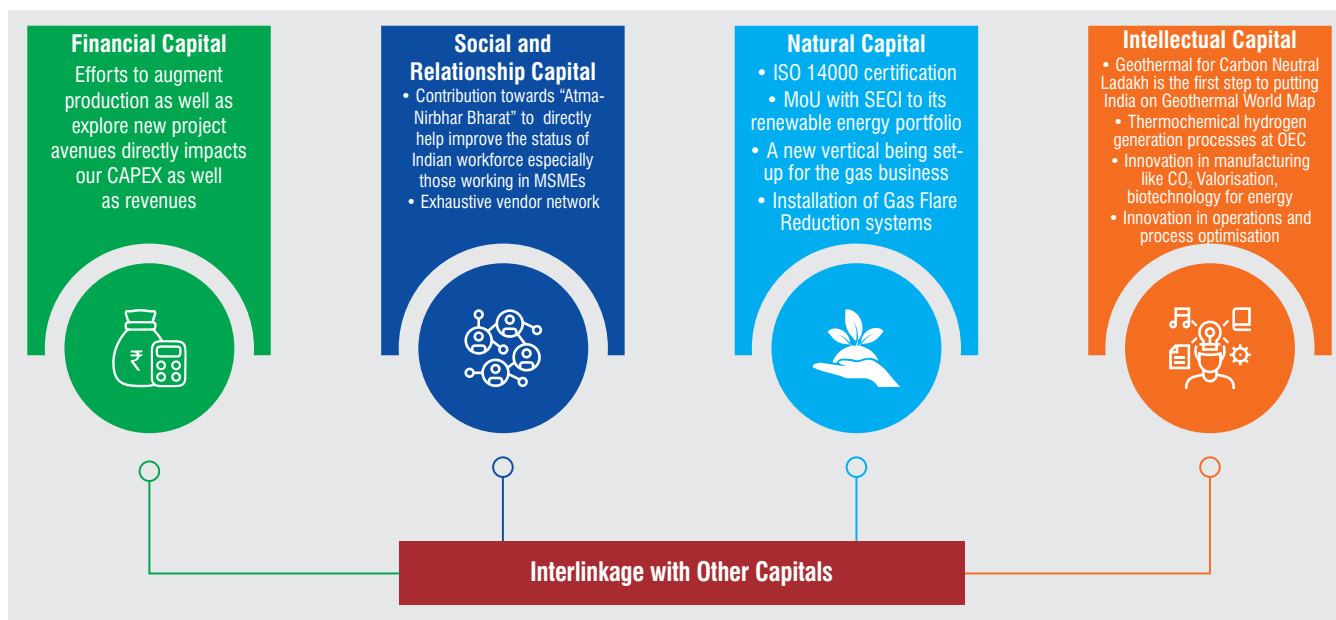 Financial Capital
Efforts to augment
production as well as
explore new project
avenues directly impacts
our CAPEX as well
as revenues
₹
Social and
Relationship Capital
• Contribution towards “Atma-
Nirbhar Bharat” to directly
help improve the status of
Indian workforce especially
those working in MSMEs
• Exhaustive vendor network
Natural Capital
• ISO 14000 certification
• MoU with SECI to its
renewable energy portfolio
• A new vertical being set-
up for the gas business
• Installation of Gas Flare
Reduction systems
Intellectual Capital
• Geothermal for Carbon Neutral
Ladakh is the first step to putting
India on Geothermal World Map
• Thermochemical hydrogen
generation processes at OEC
• Innovation in manufacturing
like CO₂ Valorisation,
biotechnology for energy
• Innovation in operations and
process optimisation
Interlinkage with Other Capitals